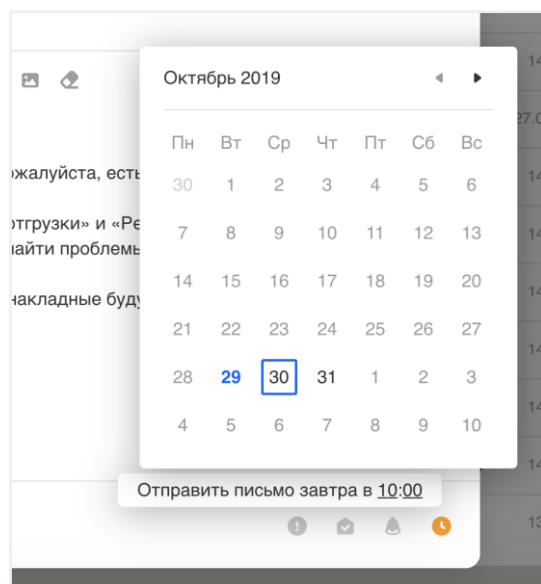 Октябрь 2019
Пн Вт Ср Чт Пт Сб Вс
30 1 2 3 4 5 6
7 8 9 10 11 12 13
14 15 16 17 18 19 20
21 22 23 24 25 26 27
28 29 30 31 1 2 3
4 5 6 7 8 9 10
отгрузки» и
накладные
Отправить письмо завтра в 10:00